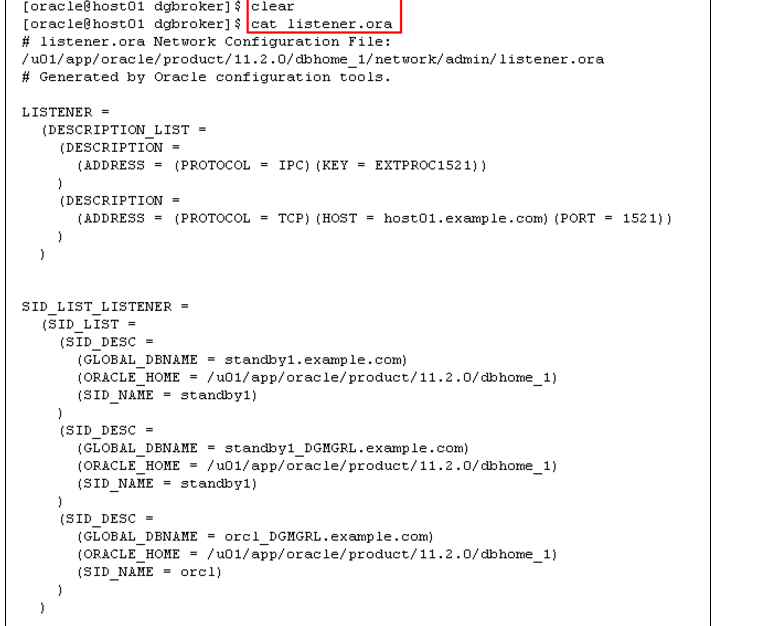 [oracle@host01 dgbroker]$ clear
[oracle@host01 dgbroker]$ cat listener.ora
# listener.ora Network Configuration File:
/u01/app/oracle/product/11.2.0/dbhome_1/network/admin/listener.ora
# Generated by Oracle configuration tools.
LISTENER =
(DESCRIPTION_LIST =
(DESCRIPTION =
(ADDRESS = (PROTOCOL = IPC)(KEY = EXTPROC1521))
)
(DESCRIPTION =
(ADDRESS = (PROTOCOL = TCP)(HOST = host01.example.com)(PORT = 1521))
)
)
SID_LIST_LISTENER =
(SID_LIST =
(SID_DESC =
(GLOBAL_DBNAME = standby1.example.com)
(ORACLE_HOME = /u01/app/oracle/product/11.2.0/dbhome_1)
(SID_NAME = standby1)
)
(SID_DESC =
(GLOBAL_DBNAME = standby1_DGMGRL.example.com)
(ORACLE_HOME = /u01/app/oracle/product/11.2.0/dbhome_1)
(SID_NAME = standby1)
)
(SID_DESC =
(GLOBAL_DBNAME = orcl_DGMGRL.example.com)
(ORACLE_HOME = /u01/app/oracle/product/11.2.0/dbhome_1)
(SID_NAME = orcl)
)
)